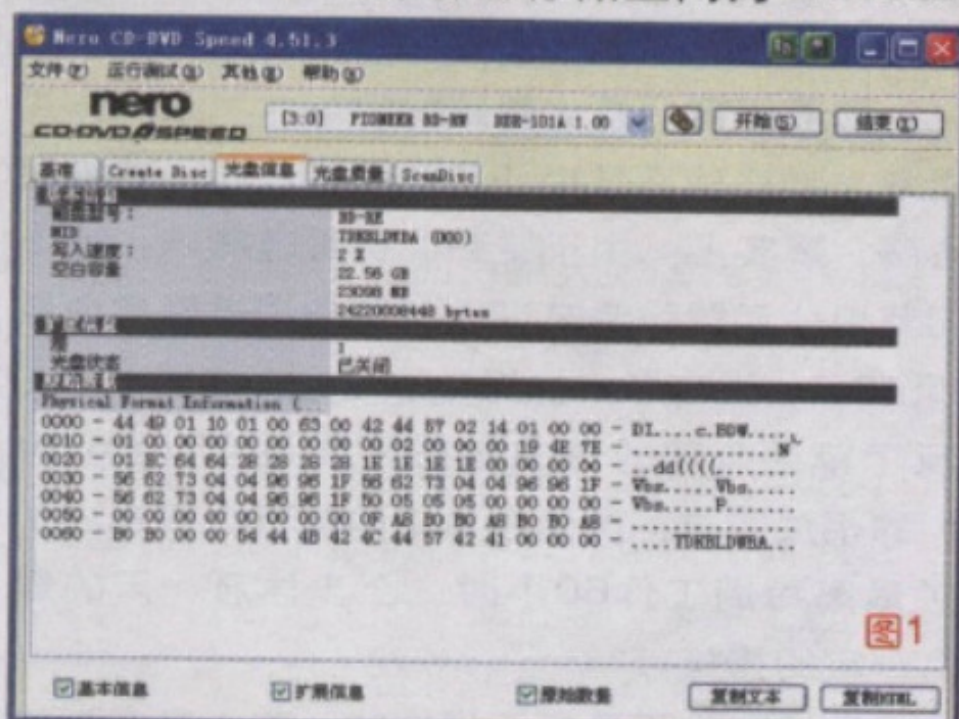 Nero CD-DVD Speed 4.51.3
文件(F) 运行测试(R) 其他(E) 帮助(H)
nero
CD-DVD SPEED
[3:0] PIONEER BD-RW BDR-101A 1.00
开始(S) 结束(X)
基准 Create Disc 光盘信息 光盘质量 ScanDisc
BD-RE
MID TDKBLDWBA (000)
写入速度: 2 X
空白容量 22.56 GB
23098 MB
24220008448 bytes
扩展信息
层 1
光盘状态 已关闭
Physical Format Information (
0000 - 44 49 01 10 01 00 63 00 42 44 57 02 14 01 00 00 - DI....c.BDW.....
0010 - 01 00 00 00 00 00 00 00 00 02 00 00 00 19 4E 7E - ..............N~
0020 - 01 EC 64 64 28 28 28 28 1E 1E 1E 1E 00 00 00 00 - ..dd((((........
0030 - 56 62 73 04 04 96 96 1F 56 62 73 04 04 96 96 1F - Vbs.....Vbs.....
0040 - 56 62 73 04 04 96 96 1F 50 05 05 05 00 00 00 00 - Vbs.....P.......
0050 - 00 00 00 00 00 00 00 00 0F A8 B0 B0 A8 B0 B0 A8 - ................
0060 - B0 B0 00 00 54 44 4B 42 4C 44 57 42 41 00 00 00 - ....TDKBLDWBA...
图1
基本信息 扩展信息 原始数量 复制文本 复制HTML